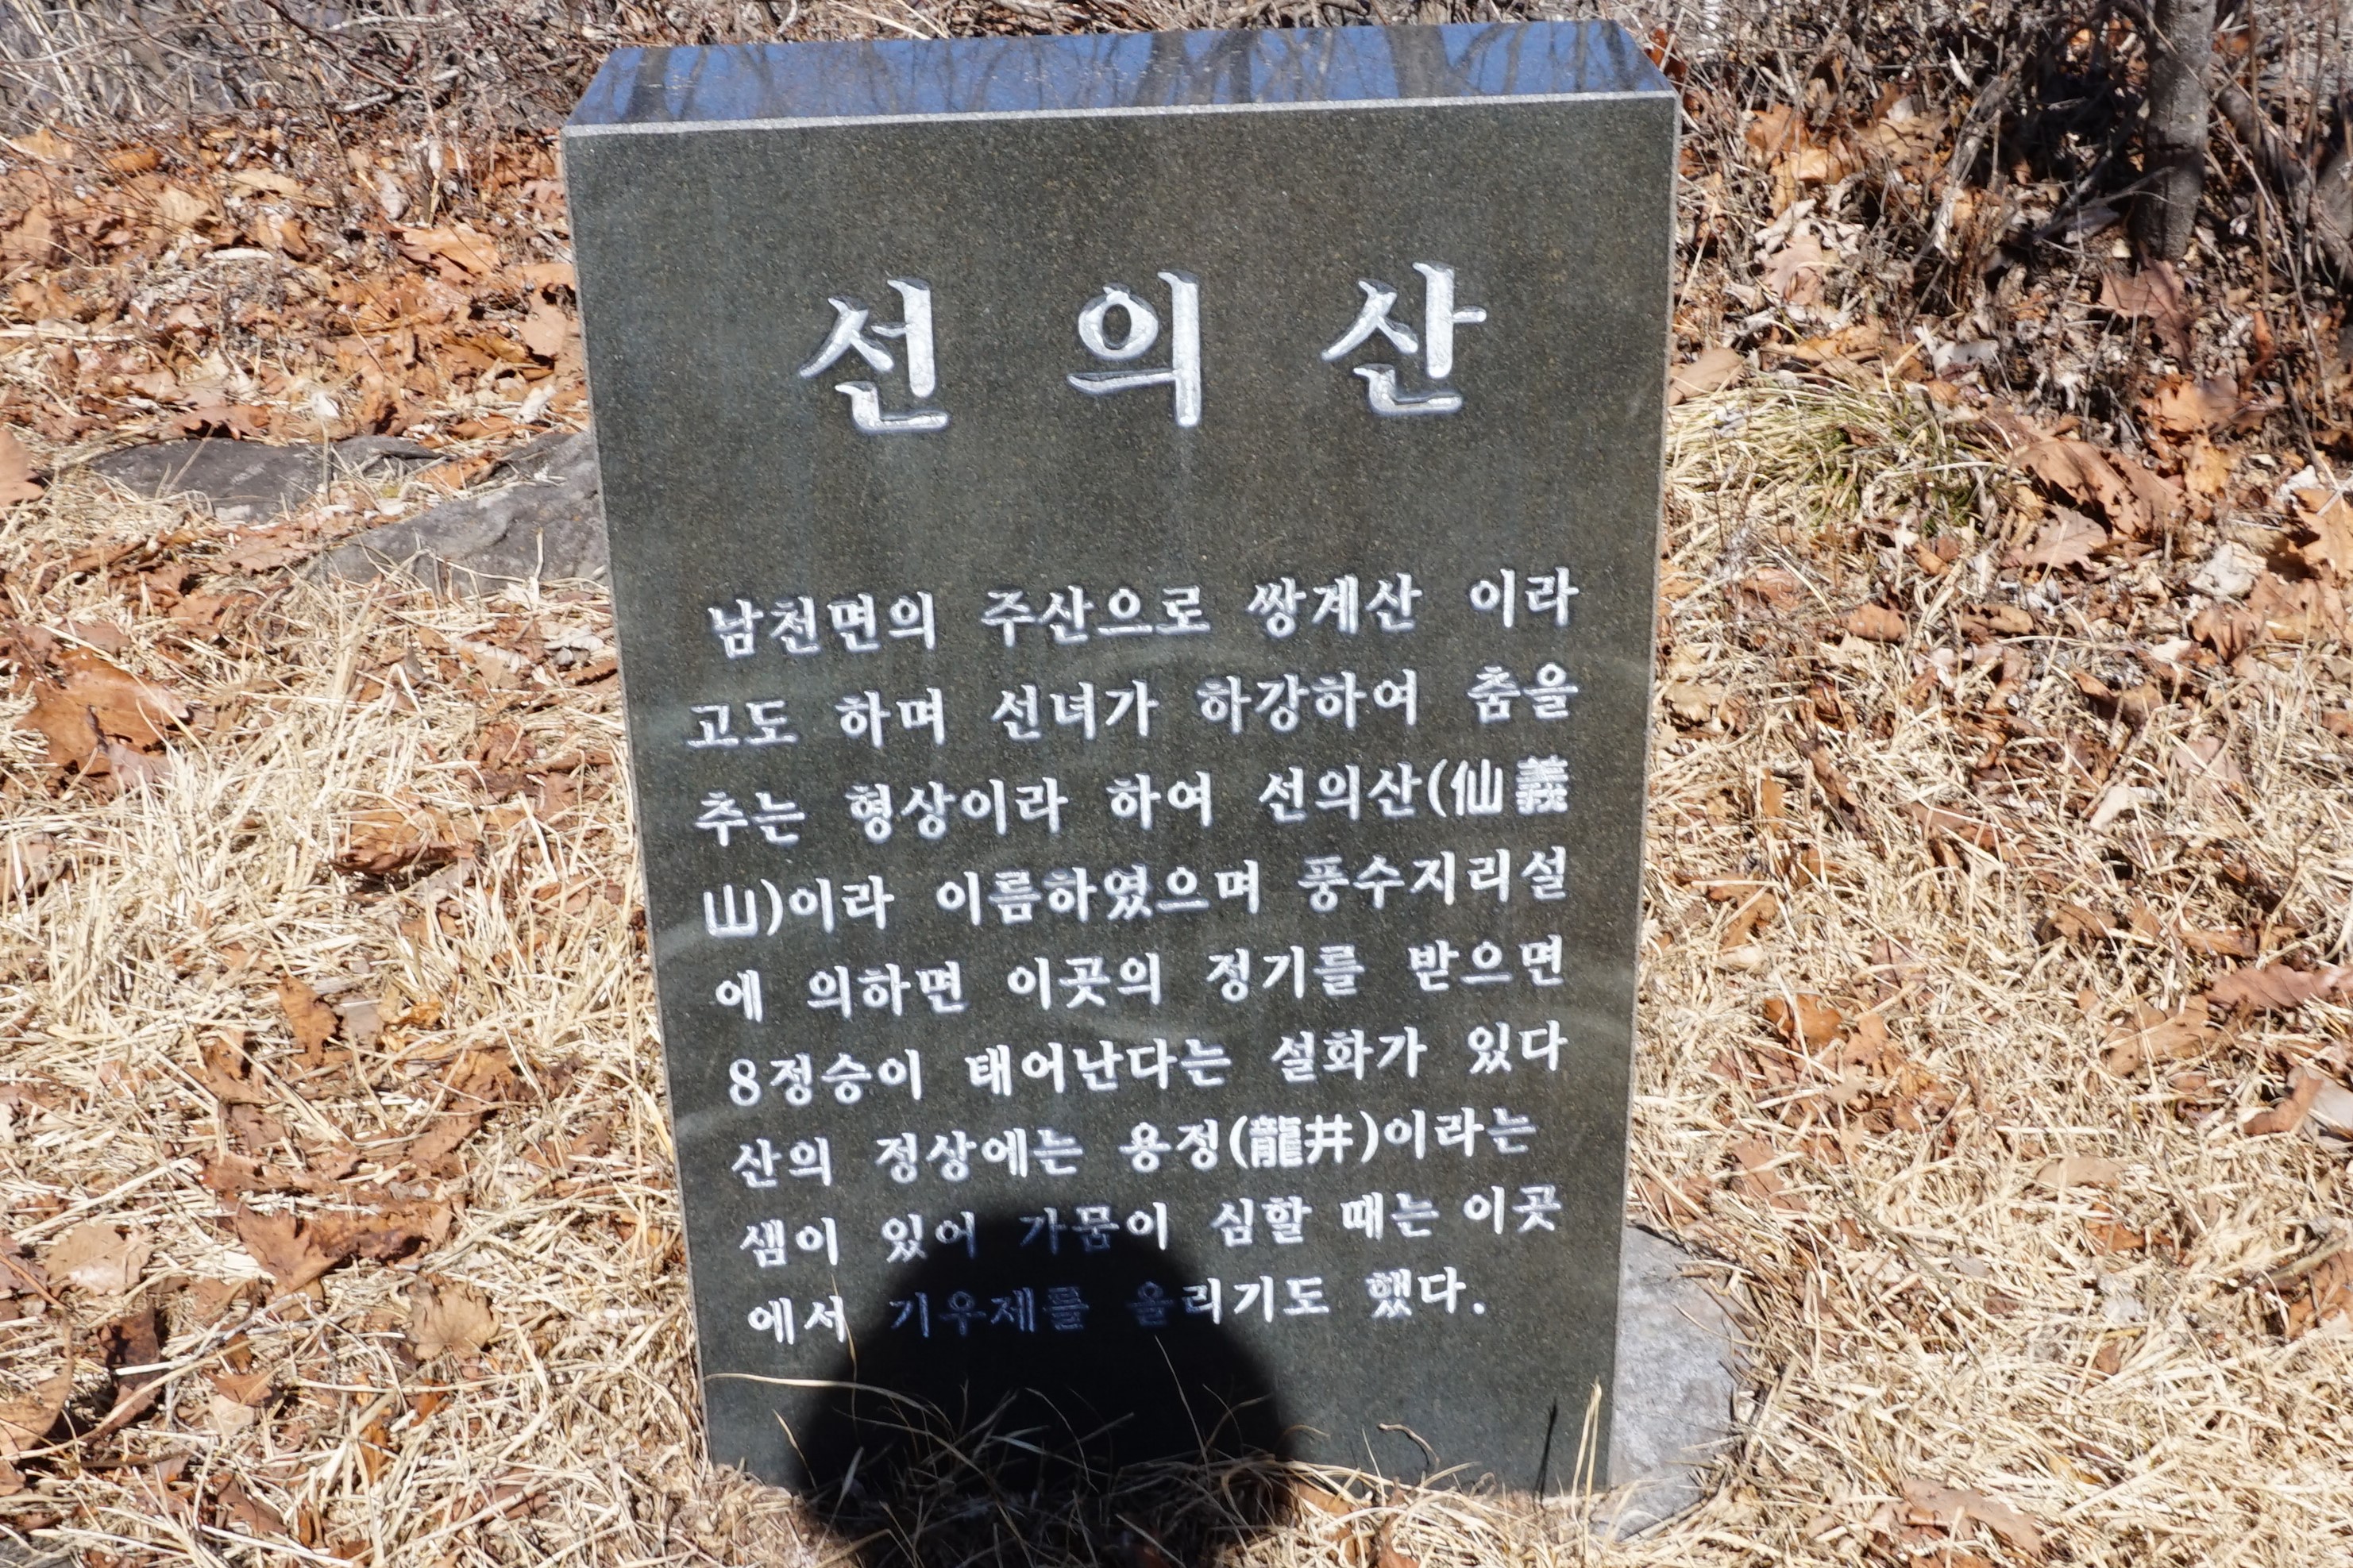 선의산
남천면의 주산으로 쌍계산 이라
고도 하며 선녀가 하강하여 춤을
추는 형상이라 하여 선의산(仙義
山)이라 이름하였으며 풍수지리설
에 의하면 이곳의 정기를 받으면
8정승이 태어난다는 설화가 있다
산의 정상에는 용정(龍井)이라는
샘이 있어 가뭄이 심할 때는 이곳
에서 기우제를 올리기도 했다.